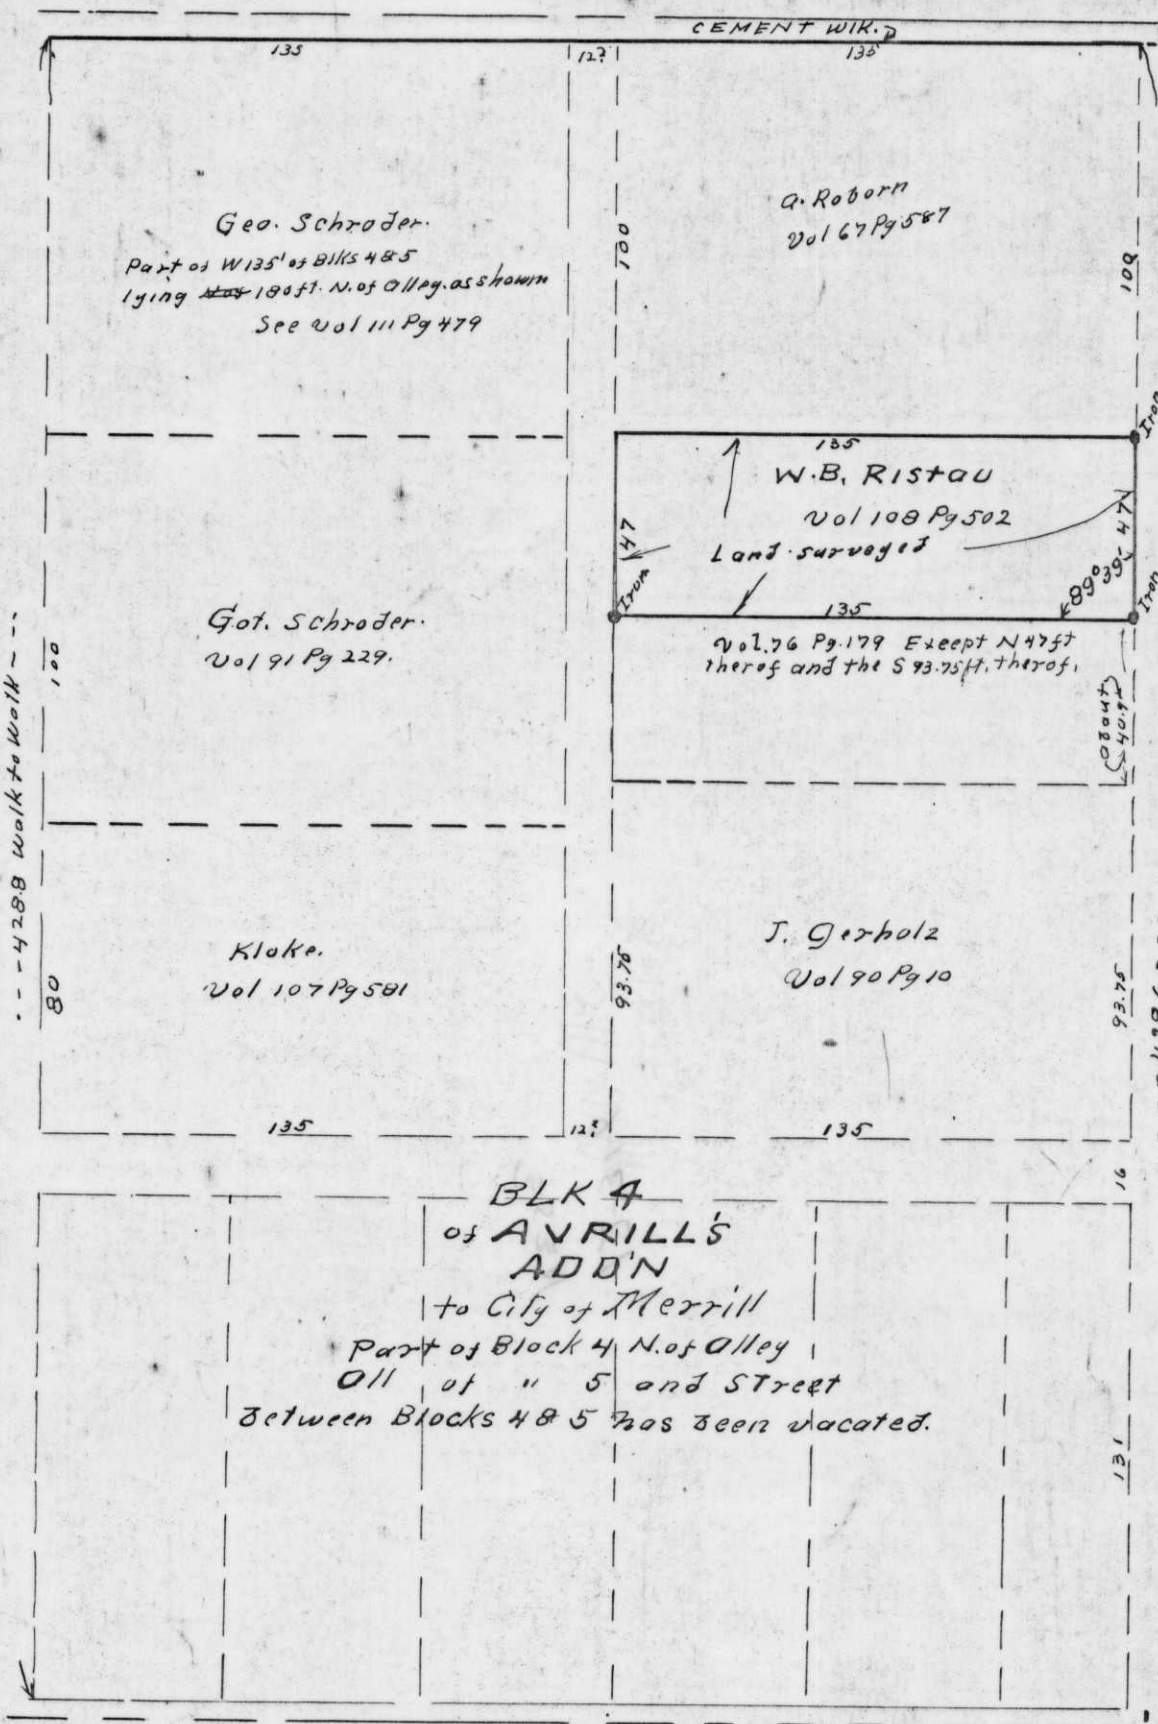 CEMENT WlK.
135
12?
135
Geo. Schroder.
Part of W135' of Blks 4&5
lying 180ft. N. of Alley. as shown
See Vol 111 Pg 479
100
A. Roborn
Vol 67 Pg 587
100
Iron
135
W.B. Ristau
Vol 108 Pg 502
Land surveyed
47
47
89°39'
Iron
135
Iron
Vol. 76 Pg. 179 Except N 47ft
therof and the S 93.75ft. therof.
about
Got. Schroder.
Vol 91 Pg 229.
100
--- 428.8 Walk to Walk ---
Kloke.
Vol 107 Pg 581
80
93.75
J. Gerholz
Vol 90 Pg 10
93.75
135
12?
135
16
BLK 4
of AVRILL'S
ADD'N
to City of Merrill
Part of Block 4 N. of Alley
All of " 5 and Street
between Blocks 4 & 5 has been vacated.
131